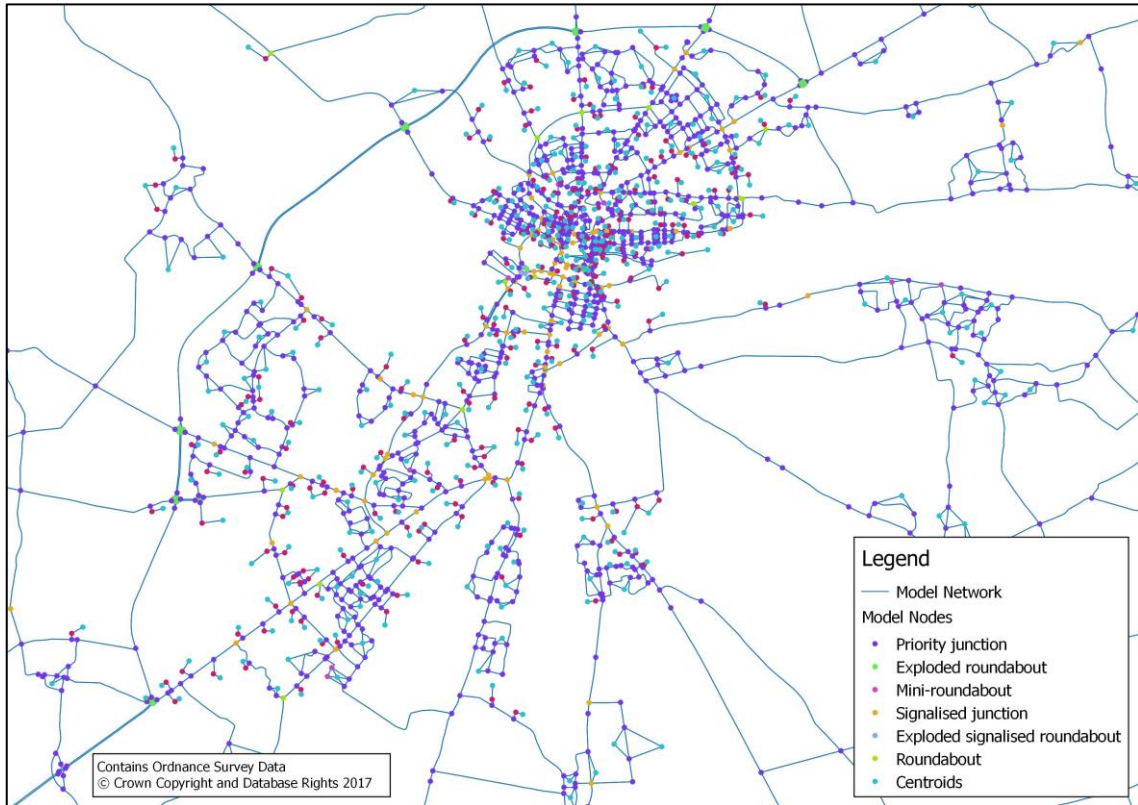 Legend
Model Network
Model Nodes
Priority junction
Exploded roundabout
Mini-roundabout
Signalised junction
Exploded signalised roundabout
Roundabout
Centroids
Contains Ordnance Survey Data
© Crown Copyright and Database Rights 2017